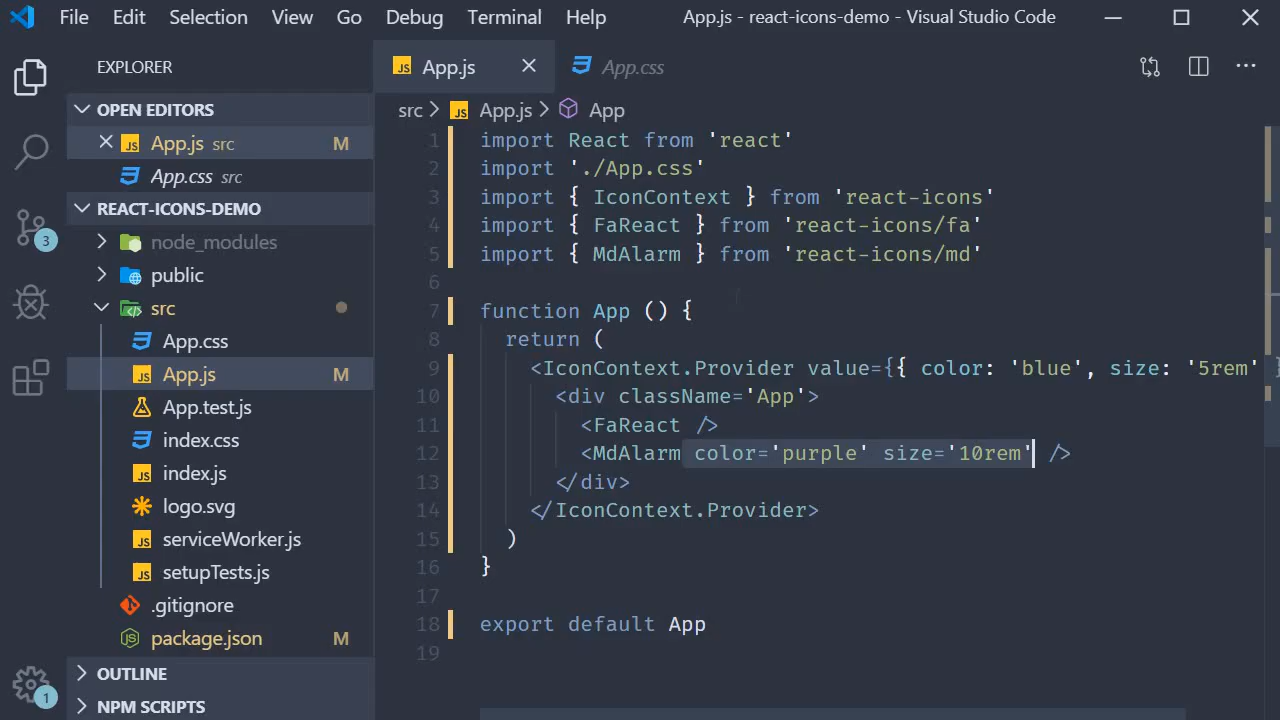 File Edit Selection View Go Debug Terminal Help App.js - react-icons-demo - Visual Studio Code
EXPLORER
OPEN EDITORS
App.js src M
App.css src
REACT-ICONS-DEMO
node_modules
public
src
App.css
App.js M
App.test.js
index.css
index.js
logo.svg
serviceWorker.js
setupTests.js
.gitignore
package.json M
OUTLINE
NPM SCRIPTS
3
1
JS App.js App.css
src > JS App.js > App
1 import React from 'react'
2 import './App.css'
3 import { IconContext } from 'react-icons'
4 import { FaReact } from 'react-icons/fa'
5 import { MdAlarm } from 'react-icons/md'
6
7 function App () {
8 return (
9 <IconContext.Provider value={{ color: 'blue', size: '5rem' }
10 <div className='App'>
11 <FaReact />
12 <MdAlarm color='purple' size='10rem' />
13 </div>
14 </IconContext.Provider>
15 )
16 }
17
18 export default App
19